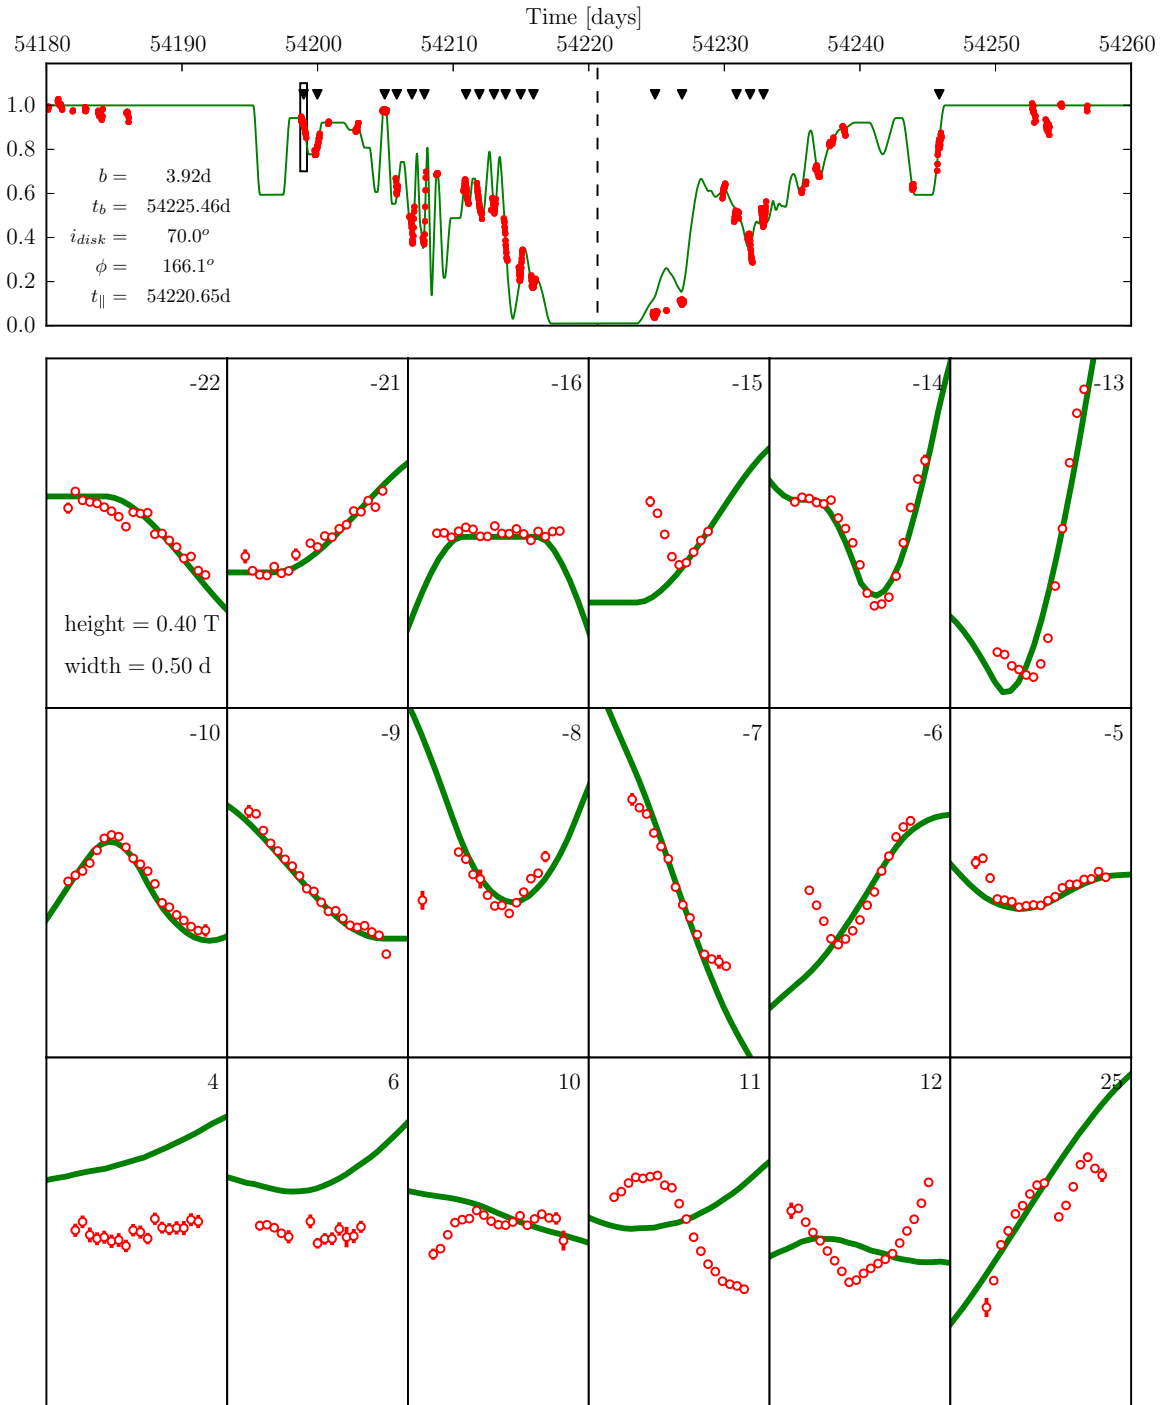 Time [days]
54180 54190 54200 54210 54220 54230 54240 54250 54260
1.0
0.8
0.6
0.4
0.2
0.0
b = 3.92d
t_b = 54225.46d
i_disk = 70.0°
ϕ = 166.1°
t_∥ = 54220.65d
-22 -21 -16 -15 -14 -13
height = 0.40 T
width = 0.50 d
-10 -9 -8 -7 -6 -5
4 6 10 11 12 25